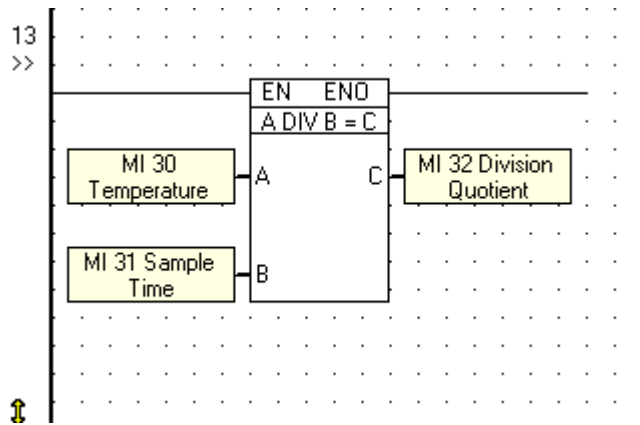 13
>>
EN ENO
A DIV B = C
MI 30
Temperature
A
C
MI 32 Division
Quotient
MI 31 Sample
Time
B